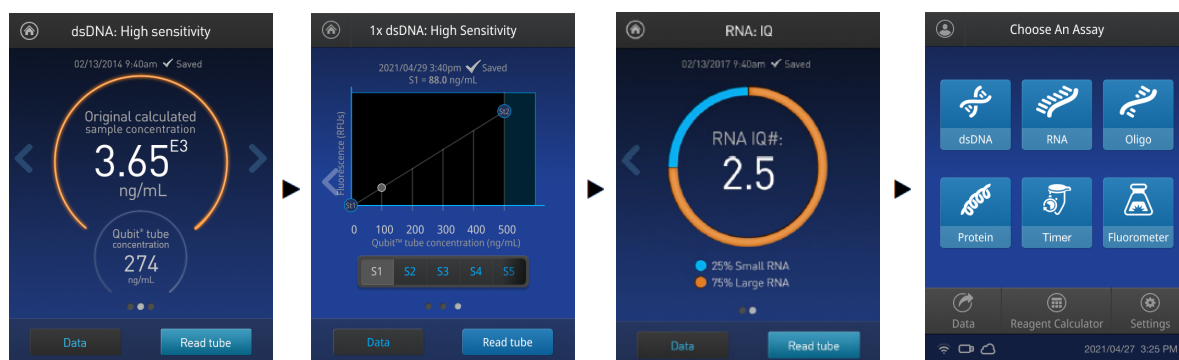 dsDNA: High sensitivity
02/13/2014 9:40am ✓ Saved
Original calculated
sample concentration
3.65E3
ng/mL
Qubit® tube
concentration
274
ng/mL
Data
Read tube
1x dsDNA: High Sensitivity
2021/04/29 3:40pm ✓ Saved
S1 = 88.0 ng/mL
Fluorescence (RFUs)
St2
St1
0 100 200 300 400 500
Qubit™ tube concentration (ng/mL)
S1 S2 S3 S4 S5
Data
Read tube
RNA: IQ
02/13/2017 9:40am ✓ Saved
RNA IQ#:
2.5
25% Small RNA
75% Large RNA
Data
Read tube
Choose An Assay
dsDNA
RNA
Oligo
Protein
Timer
Fluorometer
Data
Reagent Calculator
Settings
2021/04/27 3:25 PM